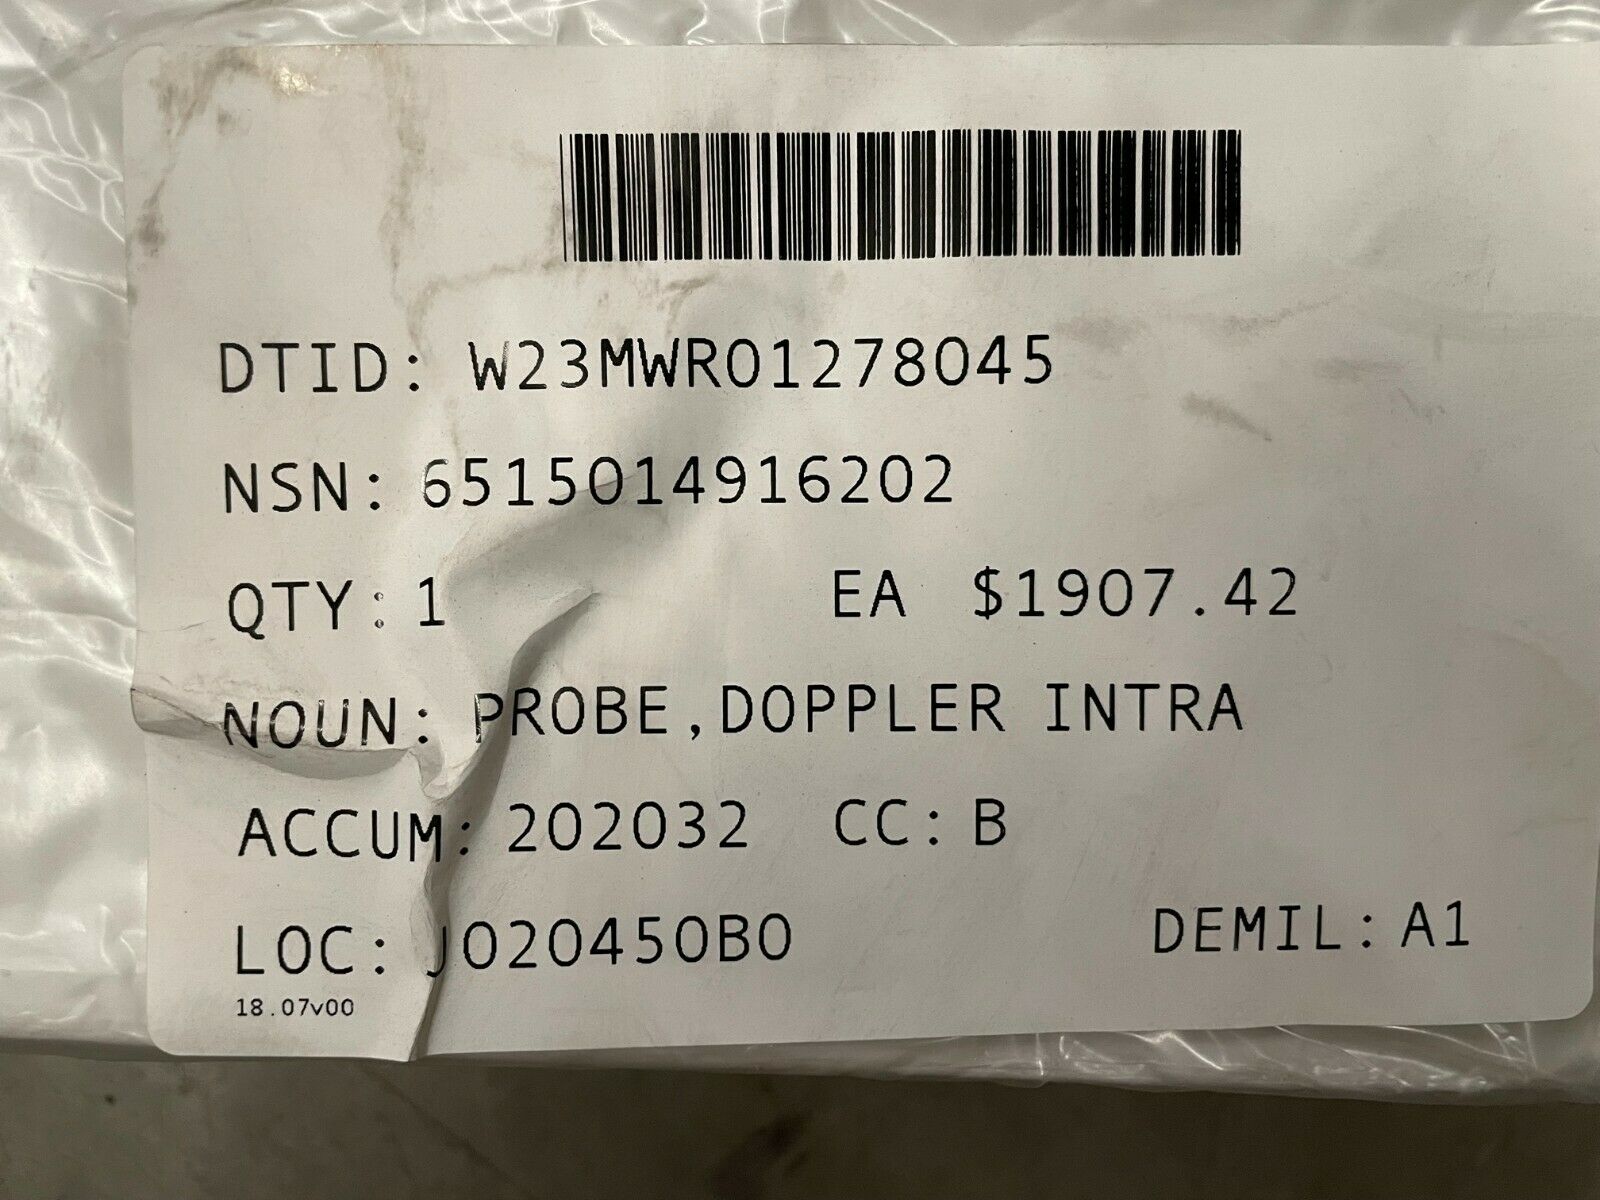 DTID: W23MWR01278045
NSN: 6515014916202
QTY: 1 EA $1907.42
NOUN: PROBE,DOPPLER INTRA
ACCUM: 202032 CC: B
LOC: J020450B0 DEMIL: A1
18.07v00